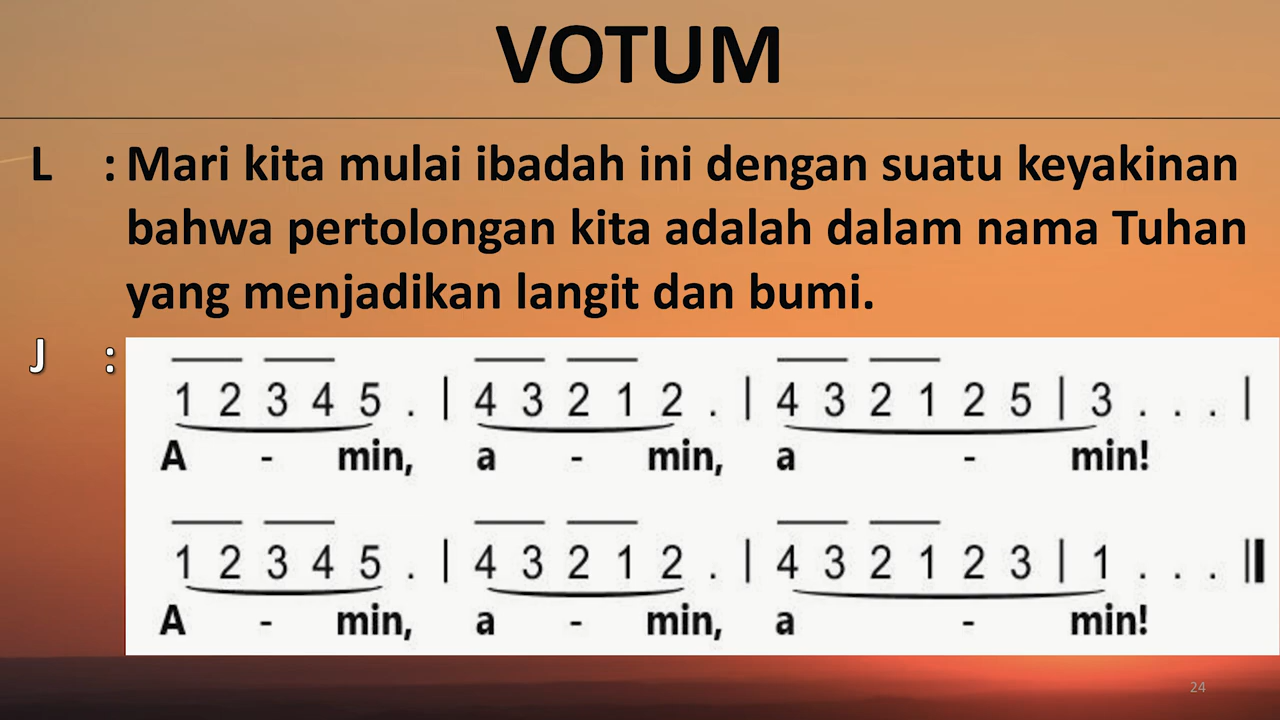 VOTUM
L : Mari kita mulai ibadah ini dengan suatu keyakinan
bahwa pertolongan kita adalah dalam nama Tuhan
yang menjadikan langit dan bumi.
J :
1 2 3 4 5 . | 4 3 2 1 2 . | 4 3 2 1 2 5 | 3 . . . |
A - min, a - min, a - min!
1 2 3 4 5 . | 4 3 2 1 2 . | 4 3 2 1 2 3 | 1 . . . ||
A - min, a - min, a - min!
24